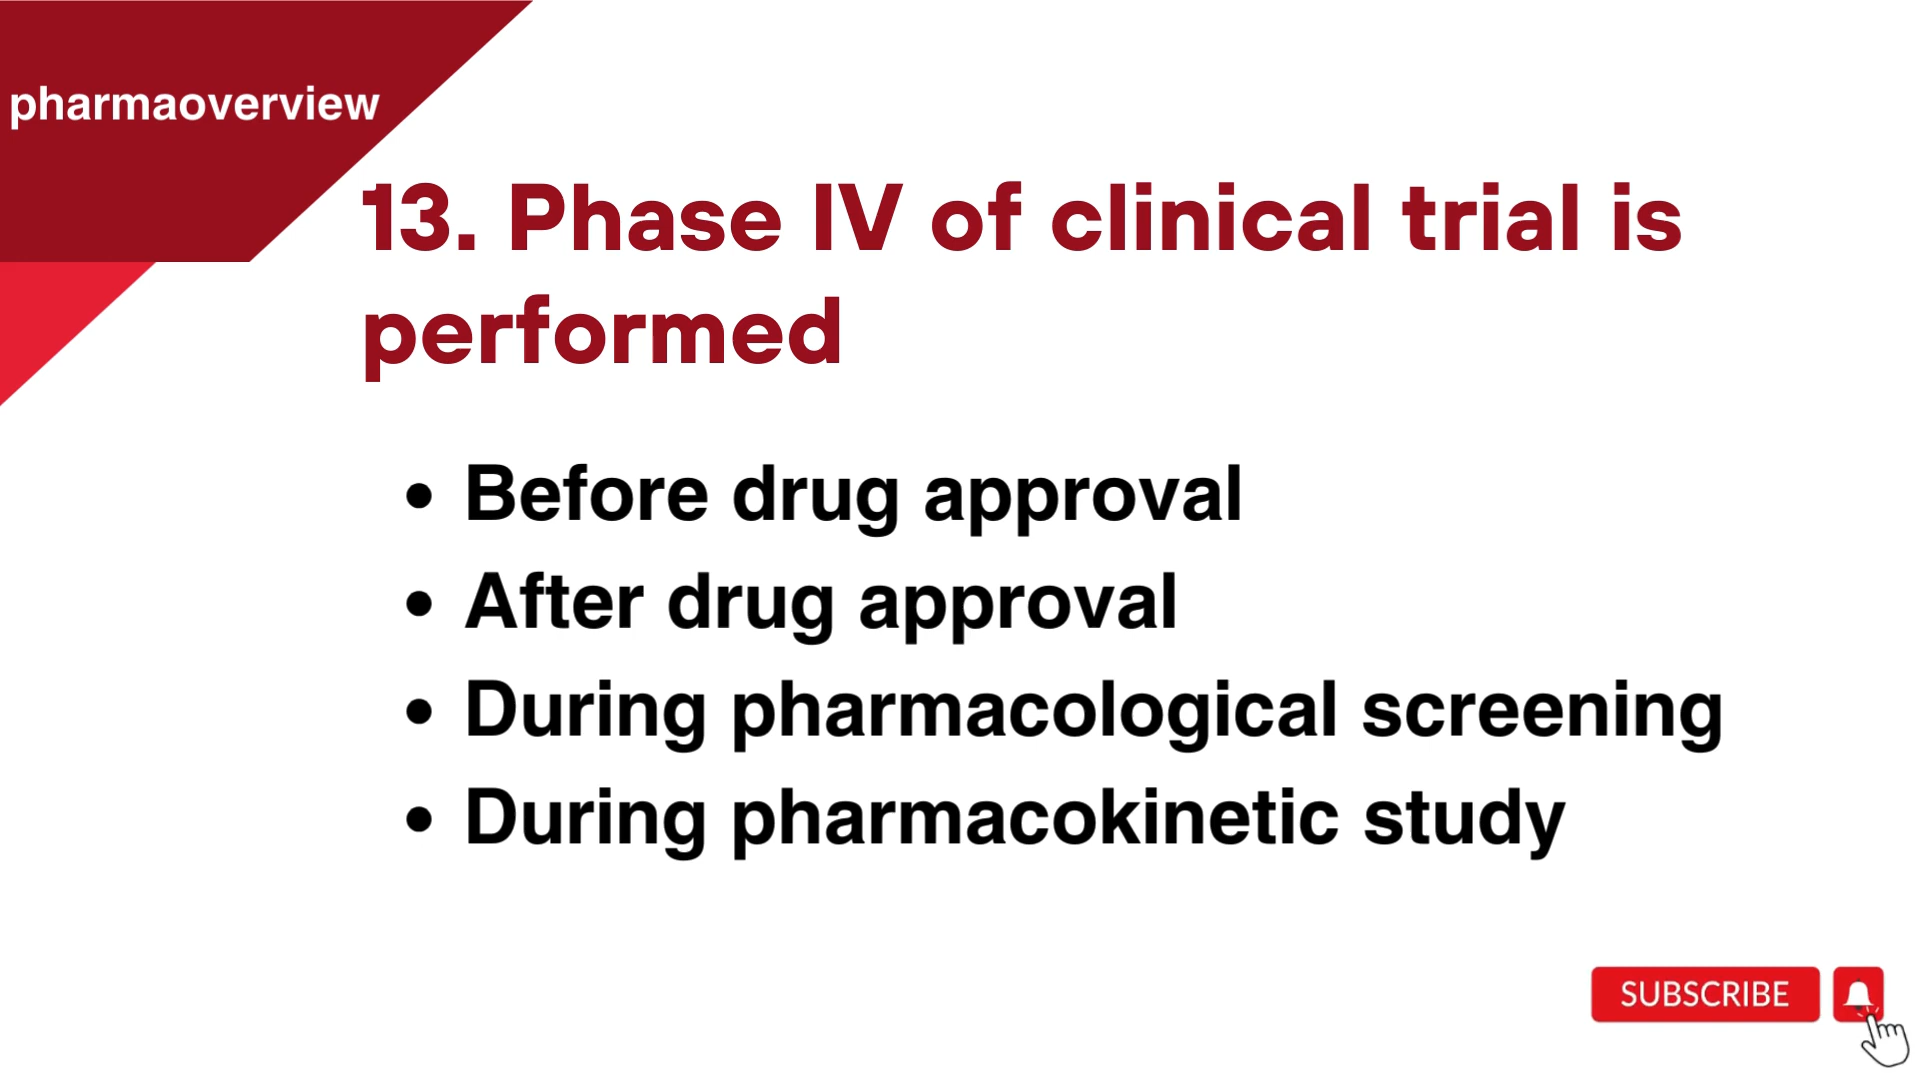 pharmaoverview
13. Phase IV of clinical trial is
performed
• Before drug approval
• After drug approval
• During pharmacological screening
• During pharmacokinetic study
SUBSCRIBE